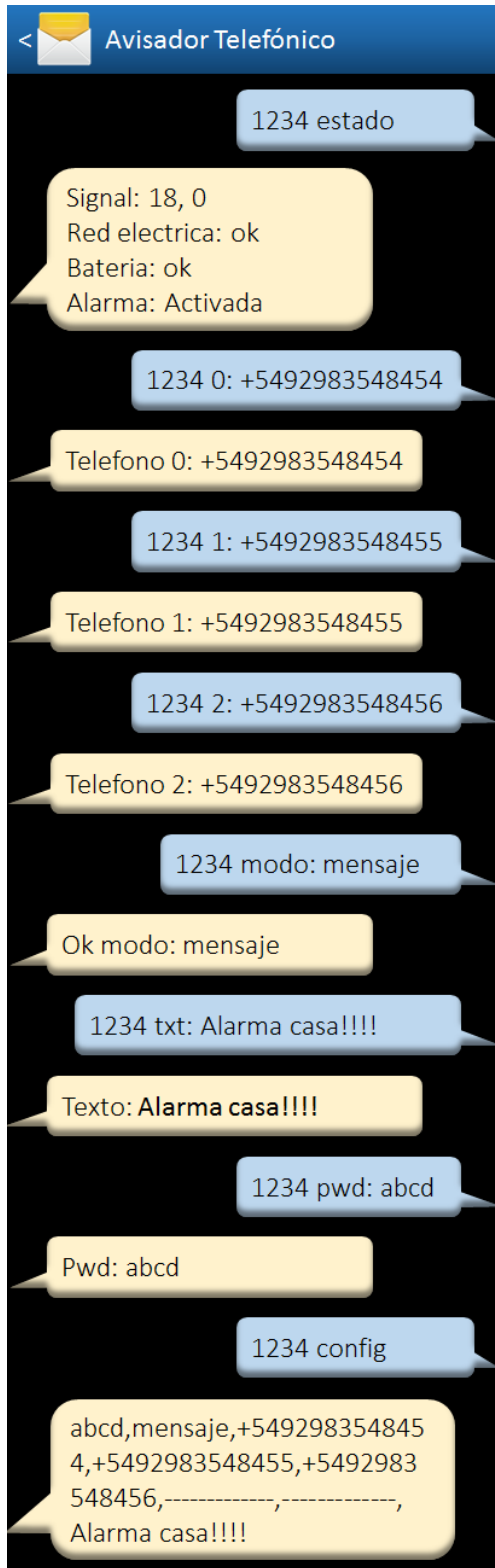 < Avisador Telefónico
1234 estado
Signal: 18, 0
Red electrica: ok
Bateria: ok
Alarma: Activada
1234 0: +5492983548454
Telefono 0: +5492983548454
1234 1: +5492983548455
Telefono 1: +5492983548455
1234 2: +5492983548456
Telefono 2: +5492983548456
1234 modo: mensaje
Ok modo: mensaje
1234 txt: Alarma casa!!!!
Texto: Alarma casa!!!!
1234 pwd: abcd
Pwd: abcd
1234 config
abcd,mensaje,+549298354845
4,+5492983548455,+5492983
548456,-------------,-------------,
Alarma casa!!!!